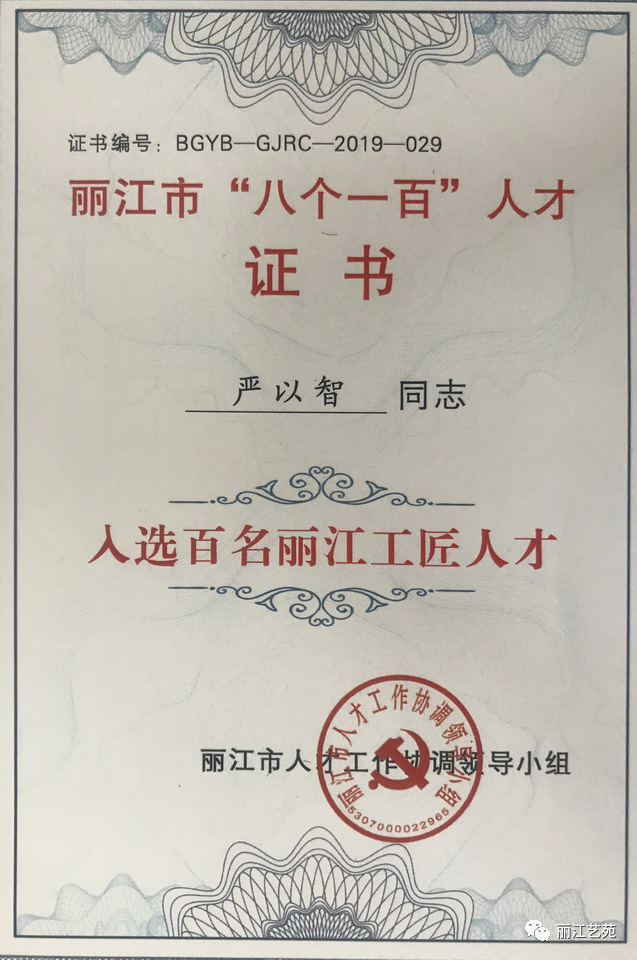 证书编号：BGYB—GJRC—2019—029
丽江市“八个一百”人才
证书
严以智 同志
入选百名丽江工匠人才
丽江市人才工作协调领导小组
丽江市人才工作协调领导小组
5307000022965
丽江艺苑